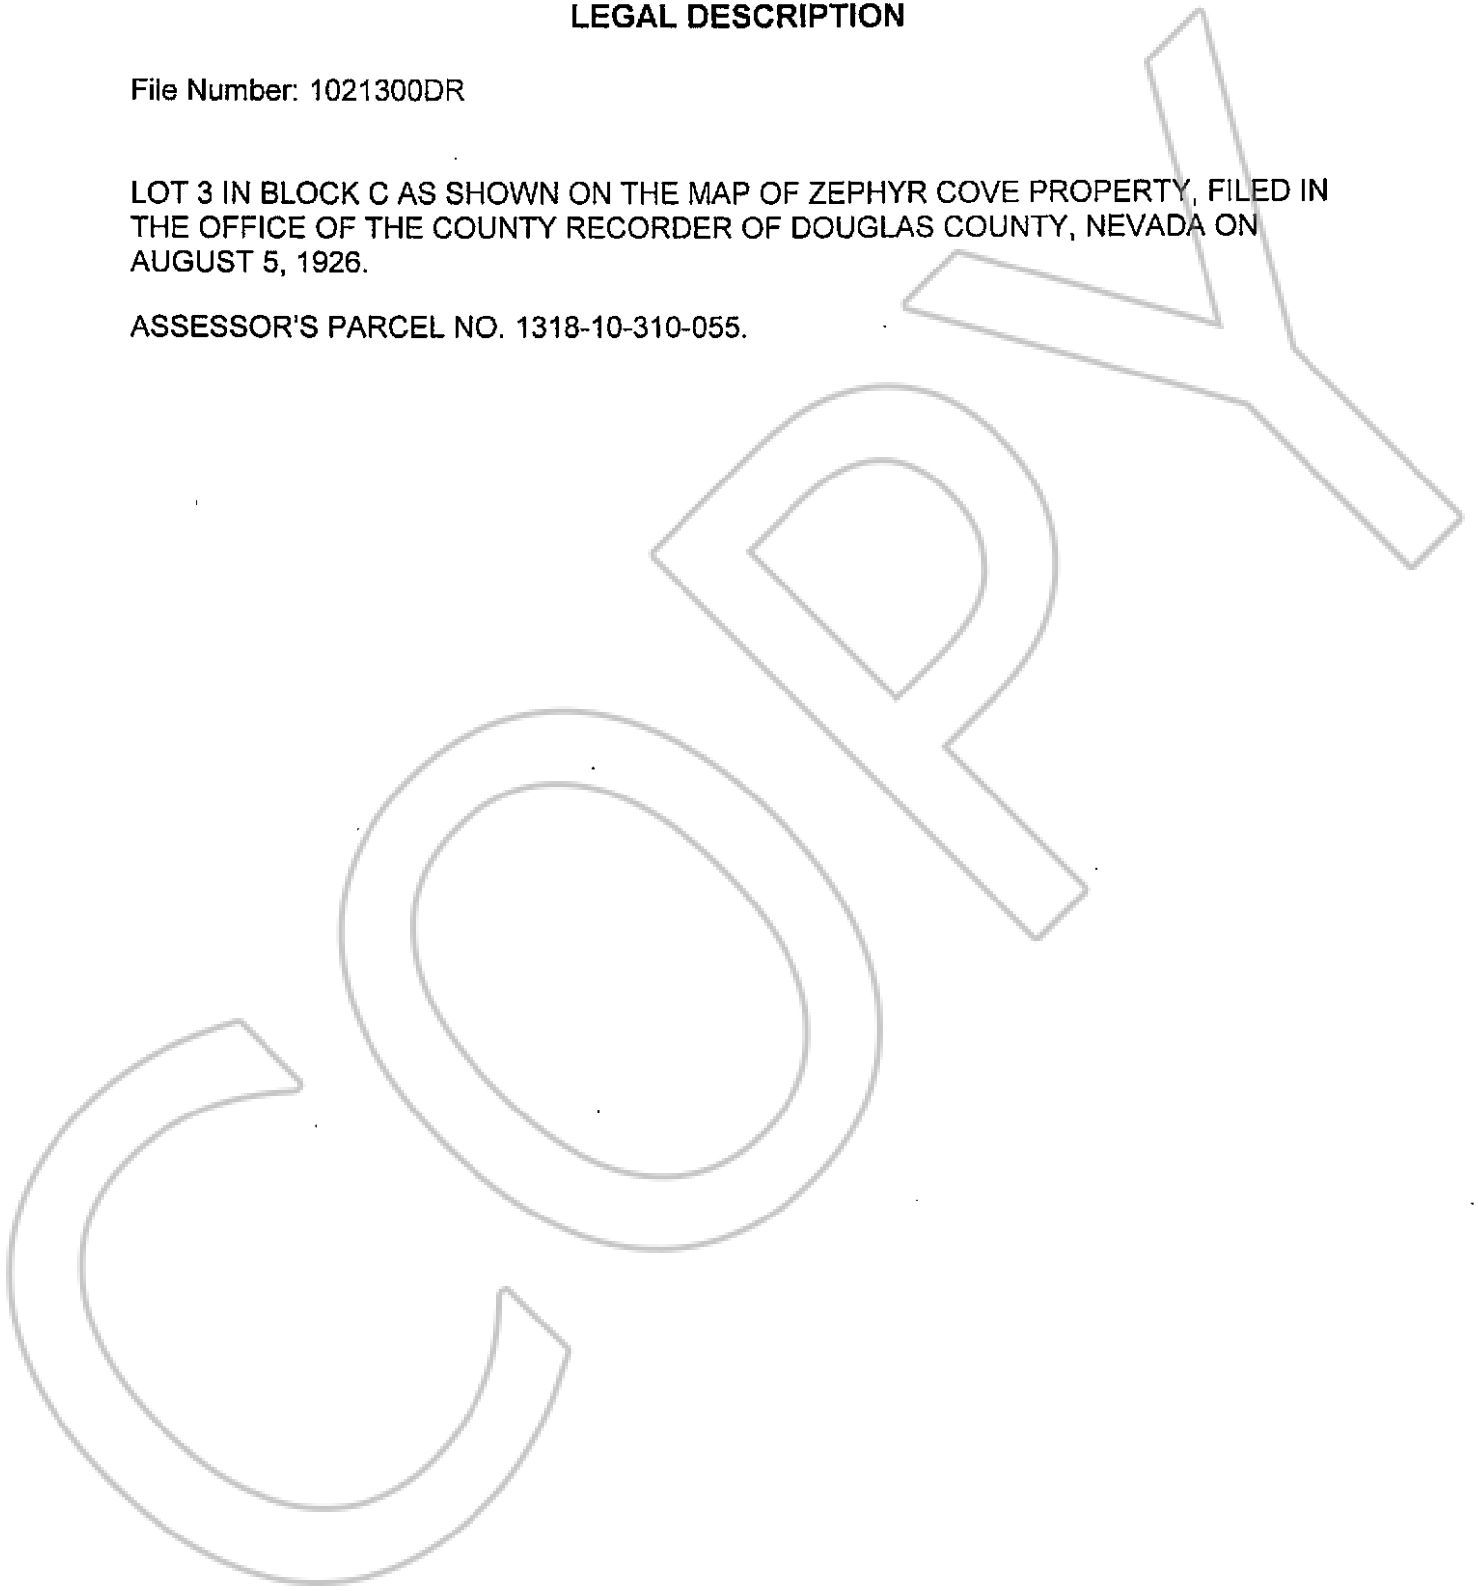 LEGAL DESCRIPTION
File Number: 1021300DR
LOT 3 IN BLOCK C AS SHOWN ON THE MAP OF ZEPHYR COVE PROPERTY, FILED IN
THE OFFICE OF THE COUNTY RECORDER OF DOUGLAS COUNTY, NEVADA ON
AUGUST 5, 1926.
ASSESSOR'S PARCEL NO. 1318-10-310-055.
COPY